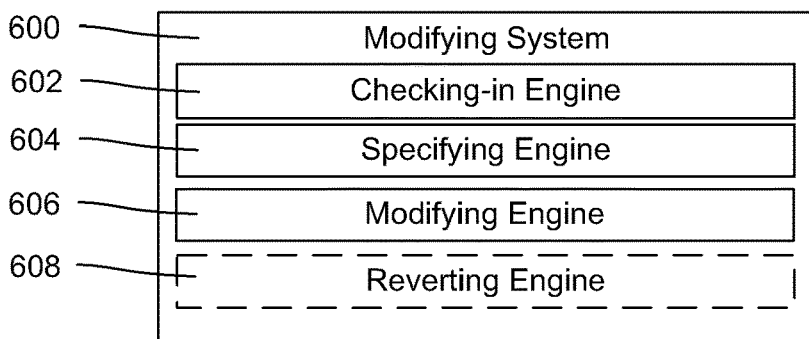 600 Modifying System
602 Checking-in Engine
604 Specifying Engine
606 Modifying Engine
608 Reverting Engine